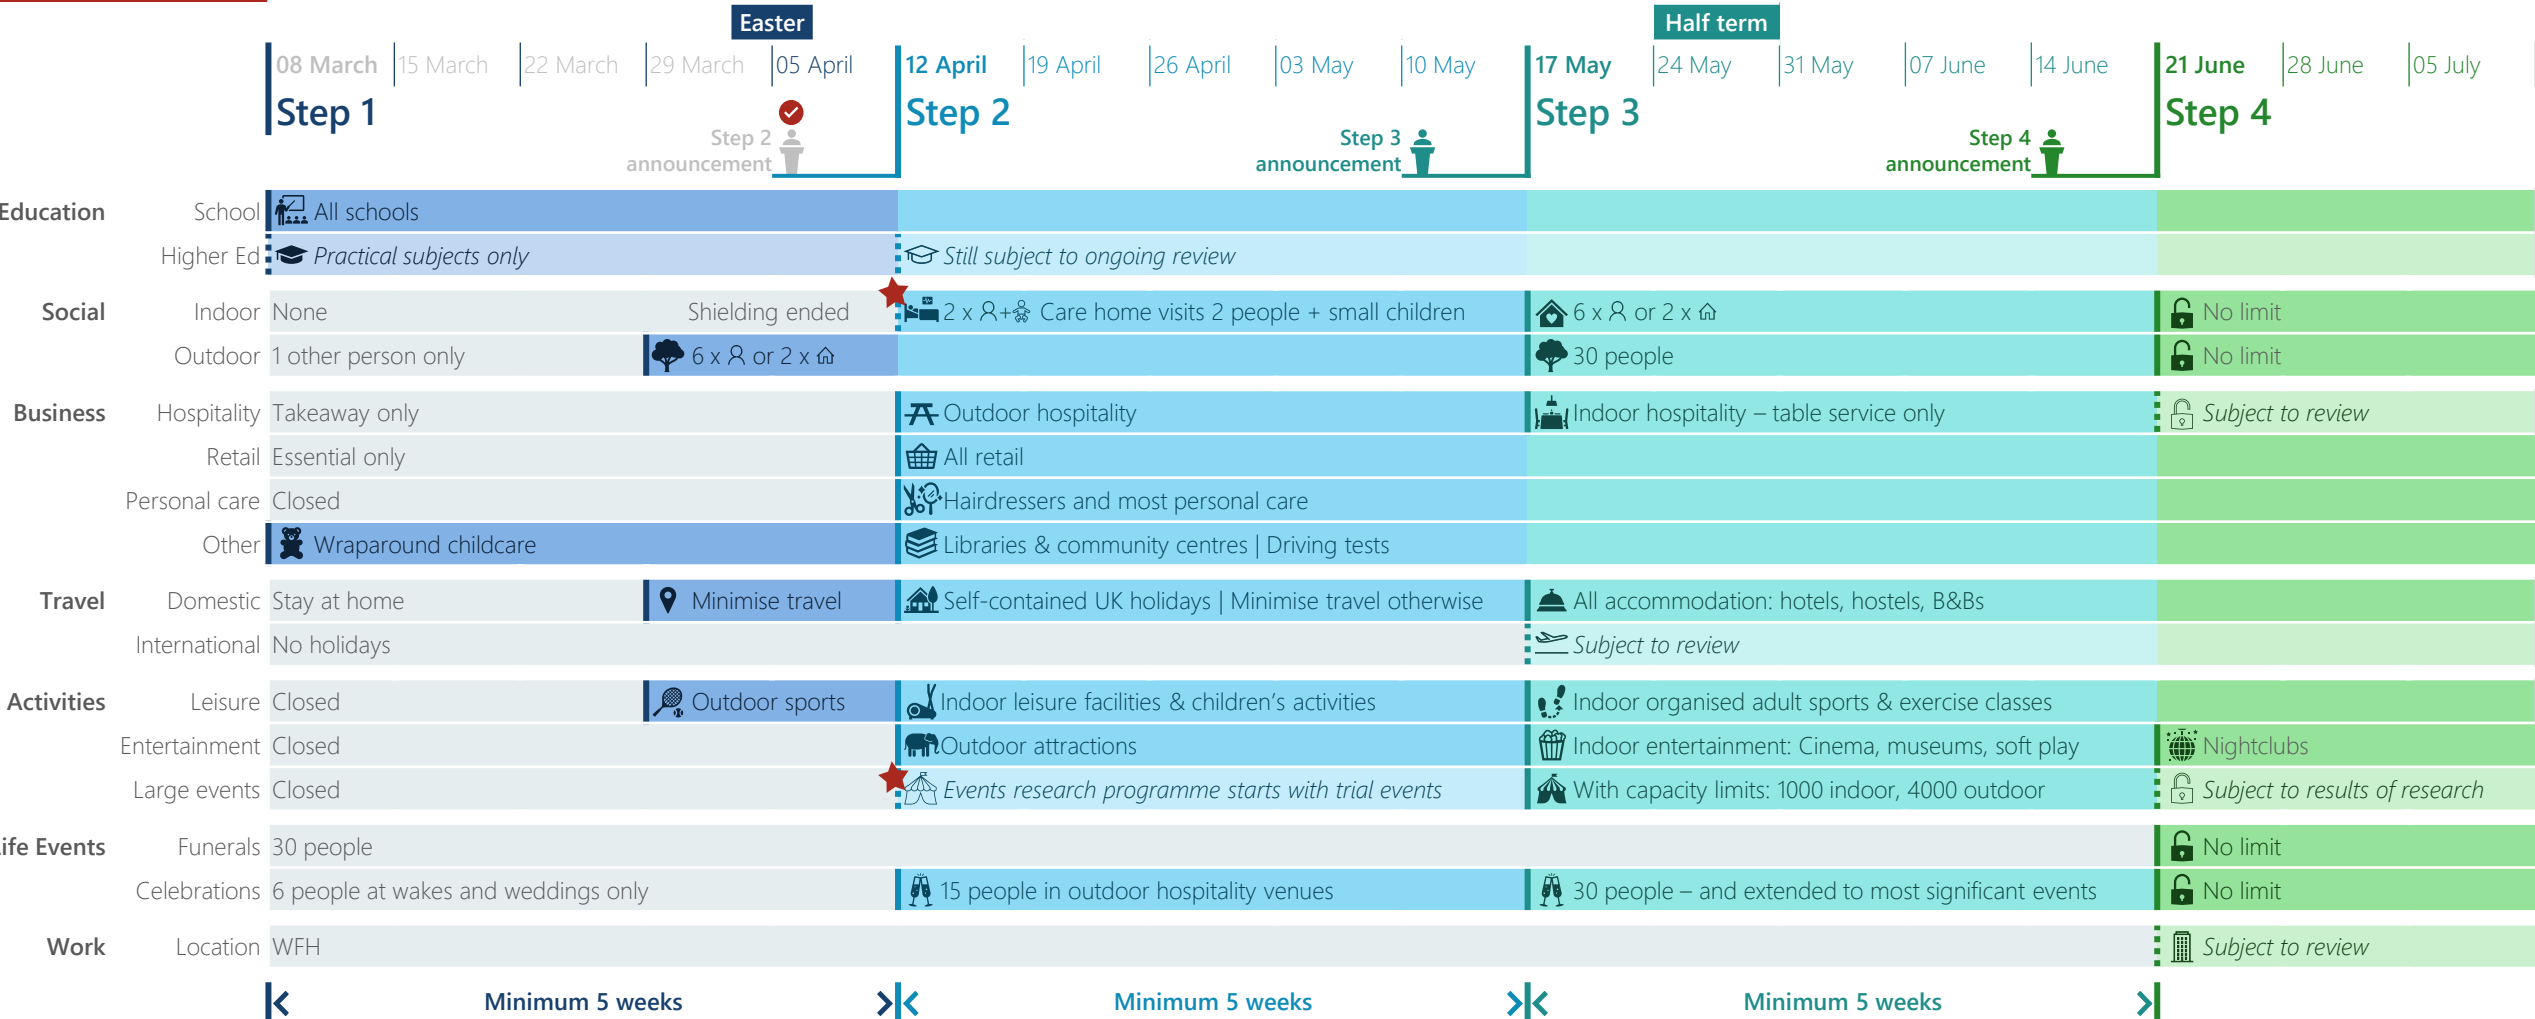 Easter
Half term
08 March 15 March 22 March 29 March 05 April 12 April 19 April 26 April 03 May 10 May 17 May 24 May 31 May 07 June 14 June 21 June 28 June 05 July
Step 1 Step 2 Step 3 Step 4
Step 2 announcement
Step 3 announcement
Step 4 announcement
Education School All schools
Higher Ed Practical subjects only Still subject to ongoing review
Social Indoor None Shielding ended 2 x + Care home visits 2 people + small children 6 x or 2 x No limit
Outdoor 1 other person only 6 x or 2 x 30 people No limit
Business Hospitality Takeaway only Outdoor hospitality Indoor hospitality – table service only Subject to review
Retail Essential only All retail
Personal care Closed Hairdressers and most personal care
Other Wraparound childcare Libraries & community centres | Driving tests
Travel Domestic Stay at home Minimise travel Self-contained UK holidays | Minimise travel otherwise All accommodation: hotels, hostels, B&Bs
International No holidays Subject to review
Activities Leisure Closed Outdoor sports Indoor leisure facilities & children’s activities Indoor organised adult sports & exercise classes
Entertainment Closed Outdoor attractions Indoor entertainment: Cinema, museums, soft play Nightclubs
Large events Closed Events research programme starts with trial events With capacity limits: 1000 indoor, 4000 outdoor Subject to results of research
ife Events Funerals 30 people No limit
Celebrations 6 people at wakes and weddings only 15 people in outdoor hospitality venues 30 people – and extended to most significant events No limit
Work Location WFH Subject to review
Minimum 5 weeks Minimum 5 weeks Minimum 5 weeks